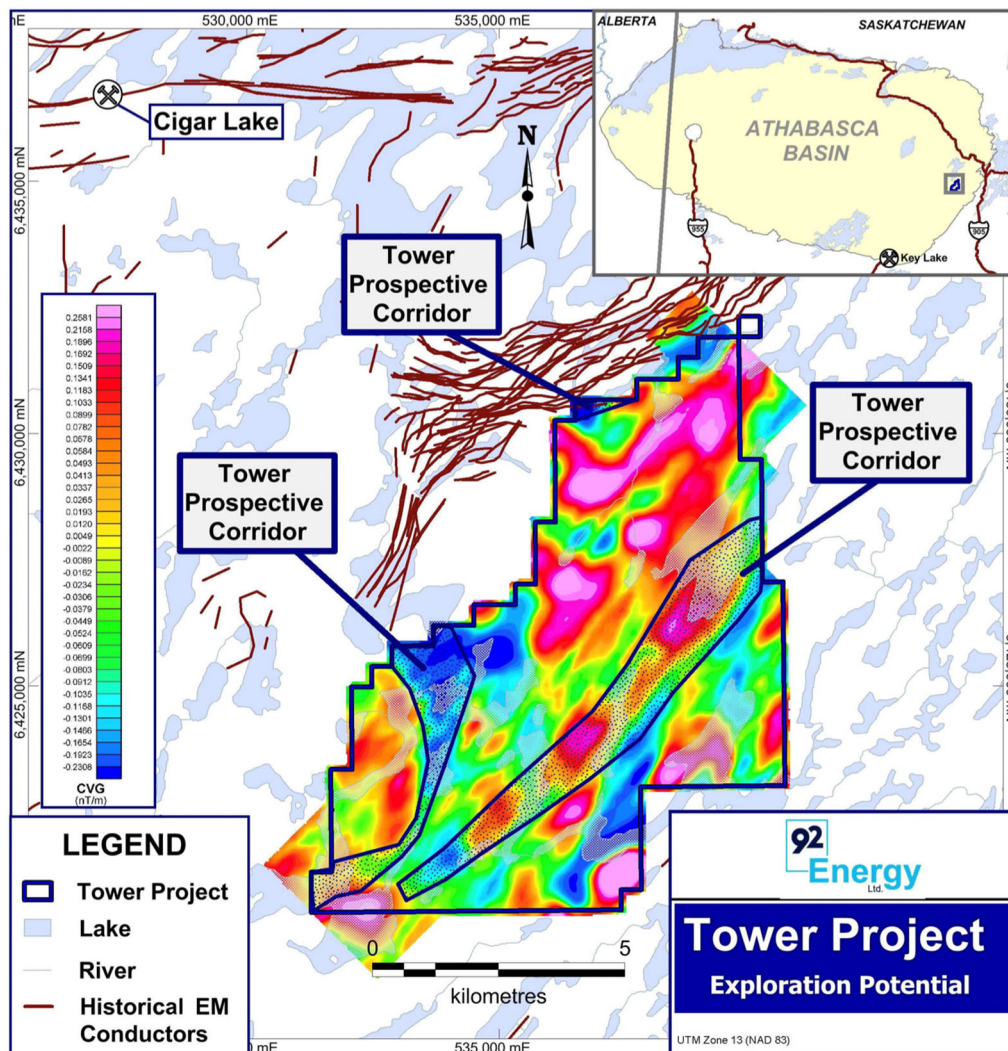 mE
530,000 mE
535,000 mE
6,435,000 mN
6,430,000 mN
6,425,000 mN
Cigar Lake
N
ALBERTA
SASKATCHEWAN
ATHABASCA
BASIN
955
905
Key Lake
Tower
Prospective
Corridor
Tower
Prospective
Corridor
Tower
Prospective
Corridor
0.2581
0.2158
0.1896
0.1692
0.1509
0.1341
0.1183
0.1033
0.0899
0.0782
0.0678
0.0584
0.0493
0.0413
0.0337
0.0265
0.0193
0.0120
0.0049
-0.0022
-0.0089
-0.0162
-0.0234
-0.0306
-0.0379
-0.0449
-0.0524
-0.0609
-0.0699
-0.0803
-0.0912
-0.1035
-0.1168
-0.1301
-0.1466
-0.1654
-0.1923
-0.2306
CVG
(nT/m)
LEGEND
Tower Project
Lake
River
Historical EM
Conductors
0
5
kilometres
mE
535,000 mE
92
Energy
Ltd.
Tower Project
Exploration Potential
UTM Zone 13 (NAD 83)